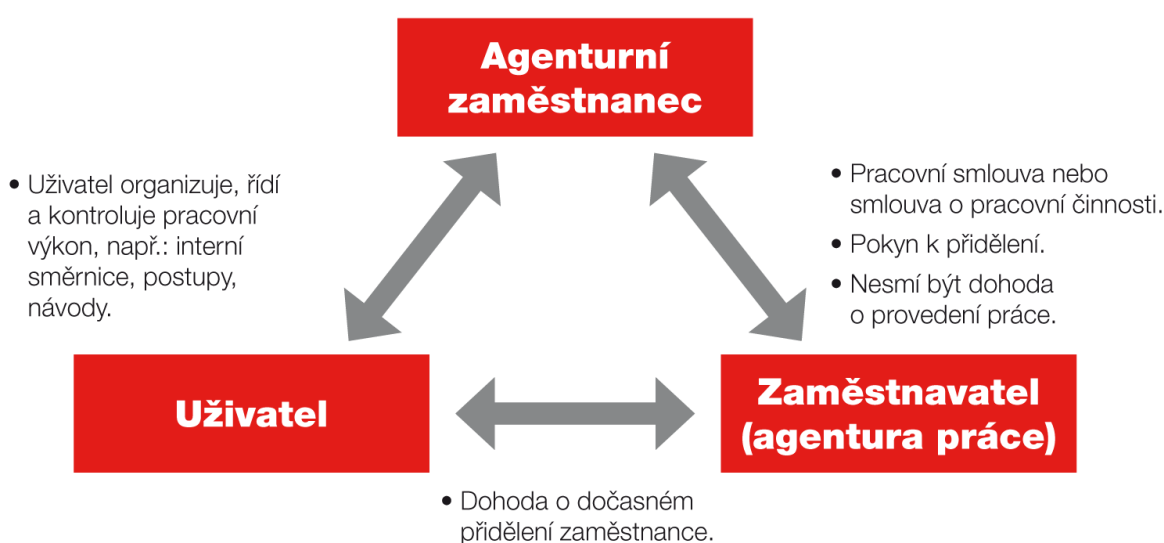 Agenturní
zaměstnanec
• Uživatel organizuje, řídí
a kontroluje pracovní
výkon, např.: interní
směrnice, postupy,
návody.
• Pracovní smlouva nebo
smlouva o pracovní činnosti.
• Pokyn k přidělení.
• Nesmí být dohoda
o provedení práce.
Uživatel
Zaměstnavatel
(agentura práce)
• Dohoda o dočasném
přidělení zaměstnance.